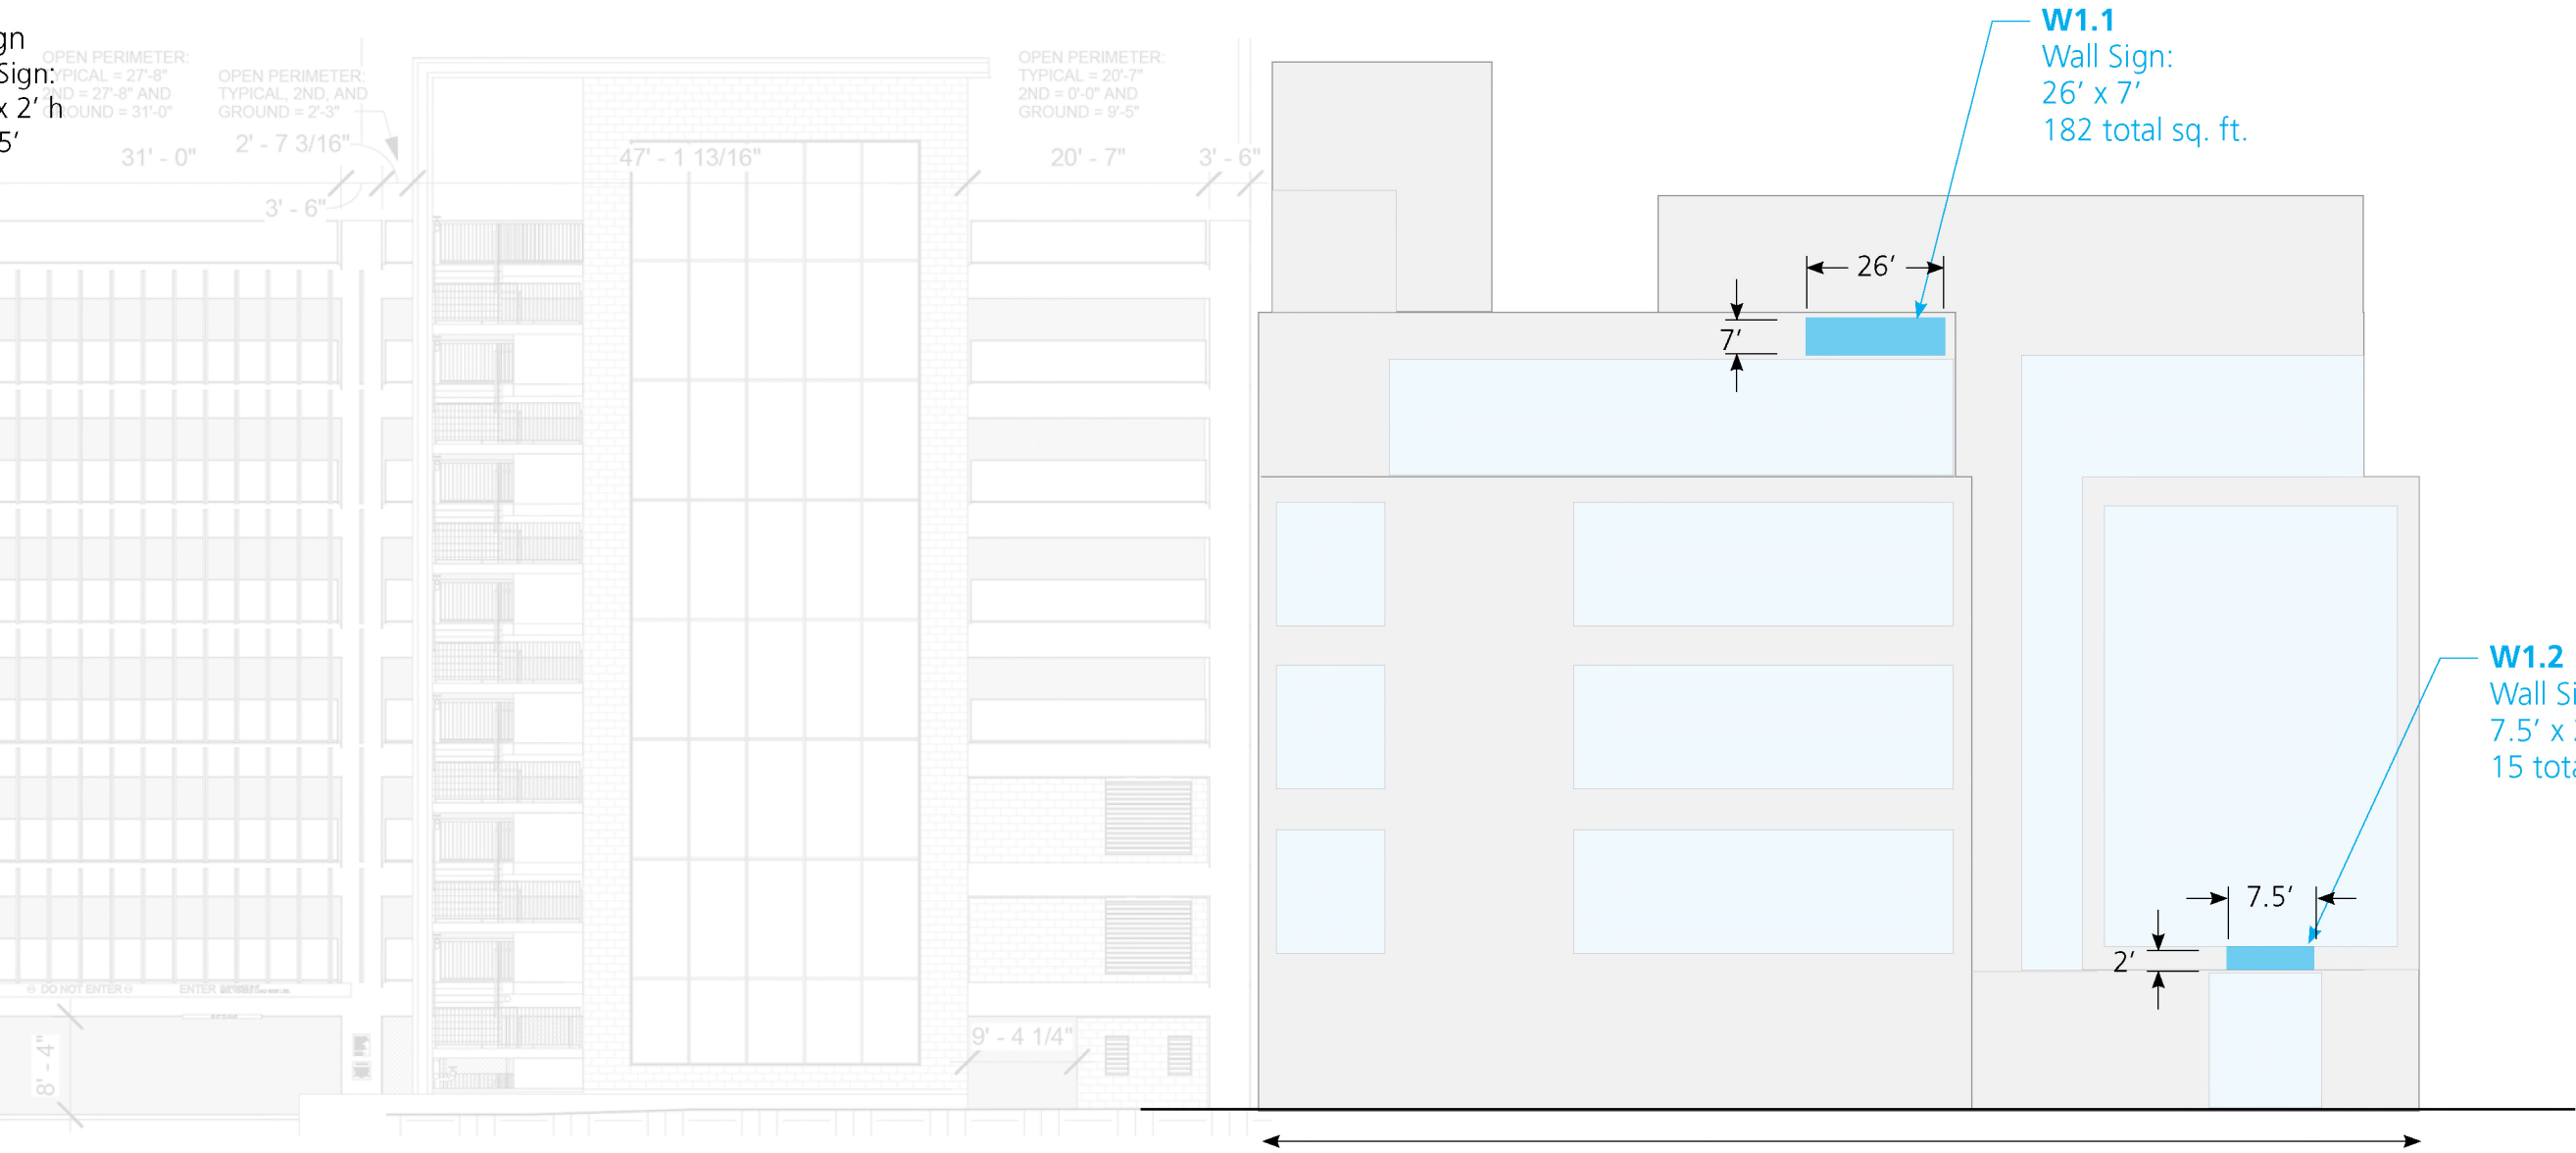 gn
Sign:
x 2’ h
5’
OPEN PERIMETER:
TYPICAL = 27'-8"
2ND = 27'-8" AND
GROUND = 31'-0"
OPEN PERIMETER:
TYPICAL, 2ND, AND
GROUND = 2'-3"
OPEN PERIMETER:
TYPICAL = 20'-7"
2ND = 0'-0" AND
GROUND = 9'-5"
31' - 0"
2' - 7 3/16"
3' - 6"
47' - 1 13/16"
20' - 7"
3' - 6"
W1.1
Wall Sign:
26’ x 7’
182 total sq. ft.
26’
7’
W1.2
Wall Si
7.5’ x
15 tota
7.5’
2’
DO NOT ENTER
ENTER
9' - 4 1/4"
8' - 4"